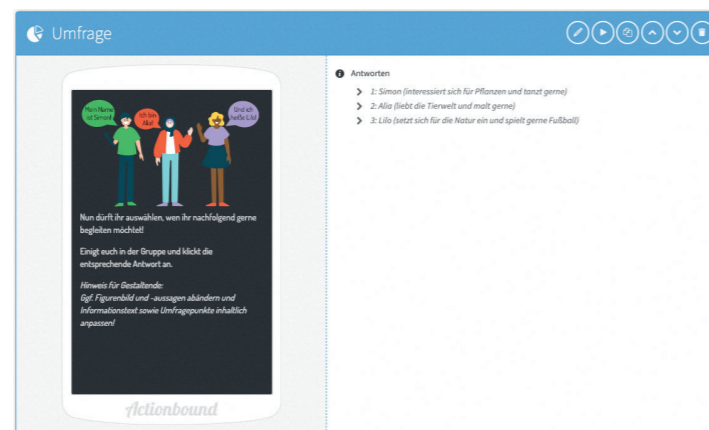 Umfrage
Mein Name
ist Simon!
Ich bin
Alia!
Und ich
heiße Lilo!
Nun dürft ihr auswählen, wen ihr nachfolgend gerne
begleiten möchtet!
Einigt euch in der Gruppe und klickt die
entsprechende Antwort an.
Hinweis für Gestaltende:
Ggf. Figurenbild und -aussagen abändern und
Informationstext sowie Umfragepunkte inhaltlich
anpassen!
Actionbound
Antworten
1: Simon (interessiert sich für Pflanzen und tanzt gerne)
2: Alia (liebt die Tierwelt und malt gerne)
3: Lilo (setzt sich für die Natur ein und spielt gerne Fußball)